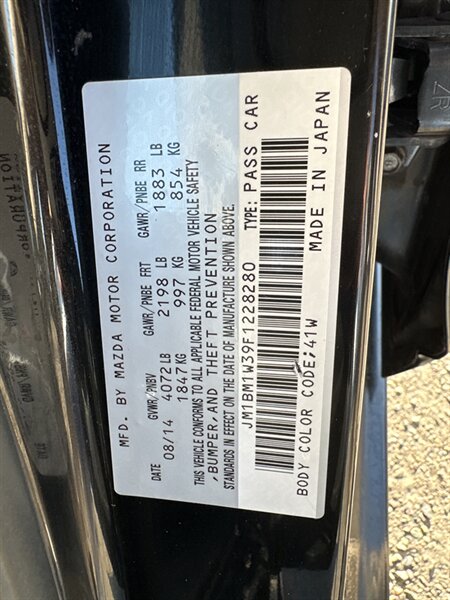 MFD. BY MAZDA MOTOR CORPORATION
DATE GVWR/PNBV GAWR/PNBE FRT GAWR/PNBE RR
08/14 4072 LB 2198 LB 1883 LB
1847 KG 997 KG 854 KG
THIS VEHICLE CONFORMS TO ALL APPLICABLE FEDERAL MOTOR VEHICLE SAFETY
,BUMPER,AND THEFT PREVENTION
STANDARDS IN EFFECT ON THE DATE OF MANUFACTURE SHOWN ABOVE.
JM1BM1W39F1228280 TYPE: PASS CAR
BODY COLOR CODE;41W MADE IN JAPAN